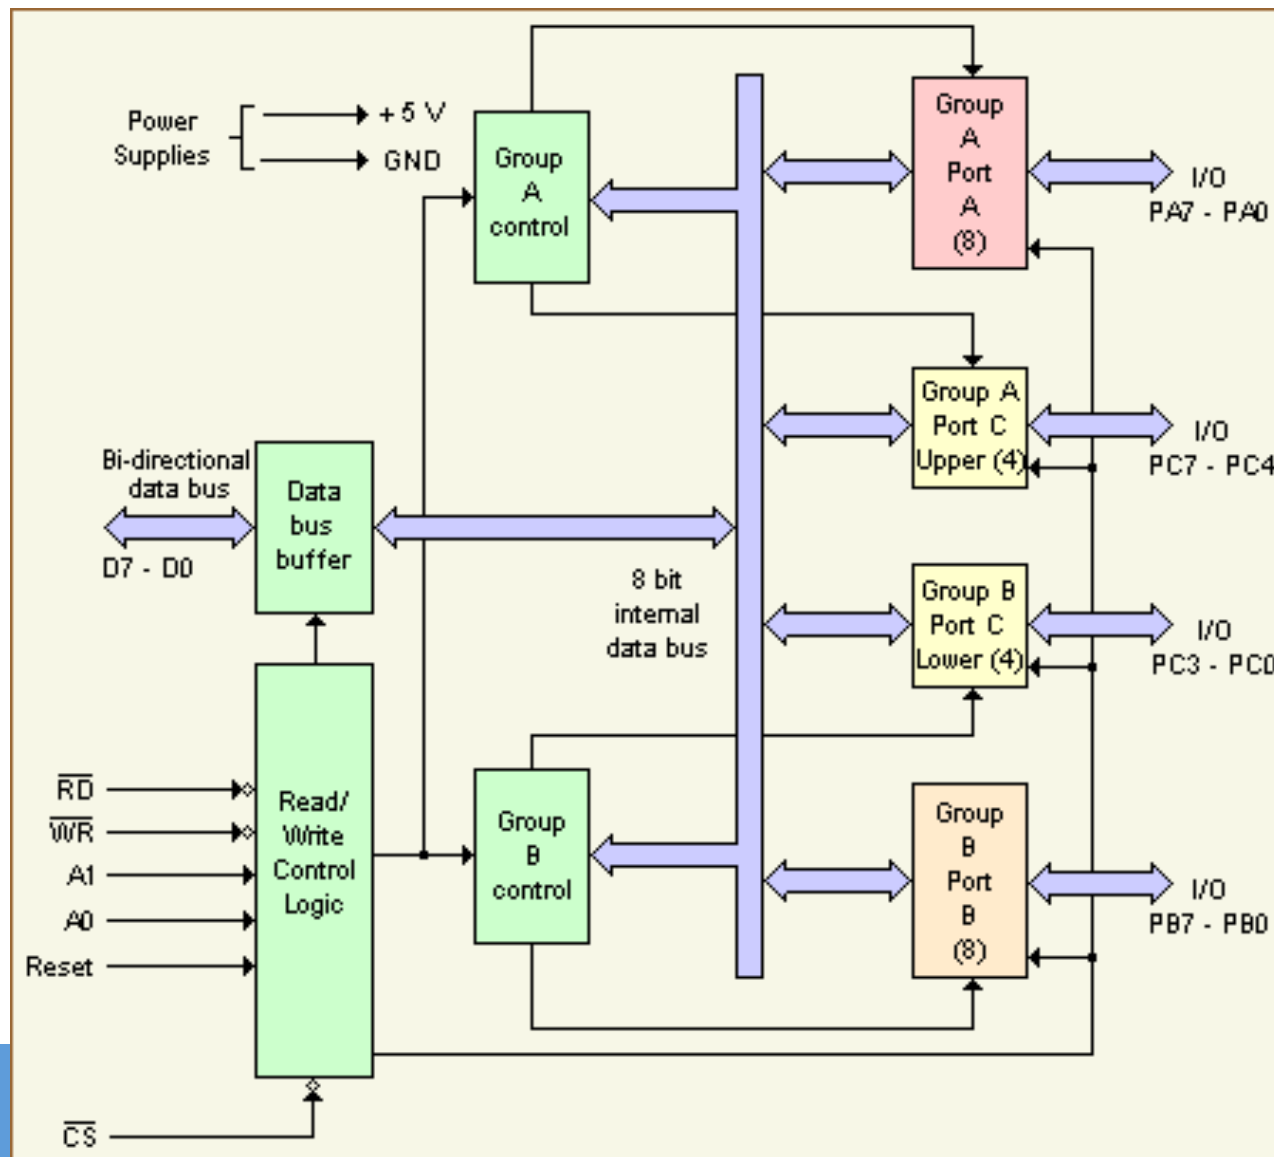 Power
Supplies
+ 5 V
GND
Group
A
control
Group
A
Port
A
(8)
I/O
PA7 - PA0
Group A
Port C
Upper (4)
I/O
PC7 - PC4
Bi-directional
data bus
D7 - D0
Data
bus
buffer
8 bit
internal
data bus
Group B
Port C
Lower (4)
I/O
PC3 - PC0
RD
WR
A1
A0
Reset
CS
Read/
Write
Control
Logic
Group
B
control
Group
B
Port
B
(8)
I/O
PB7 - PB0